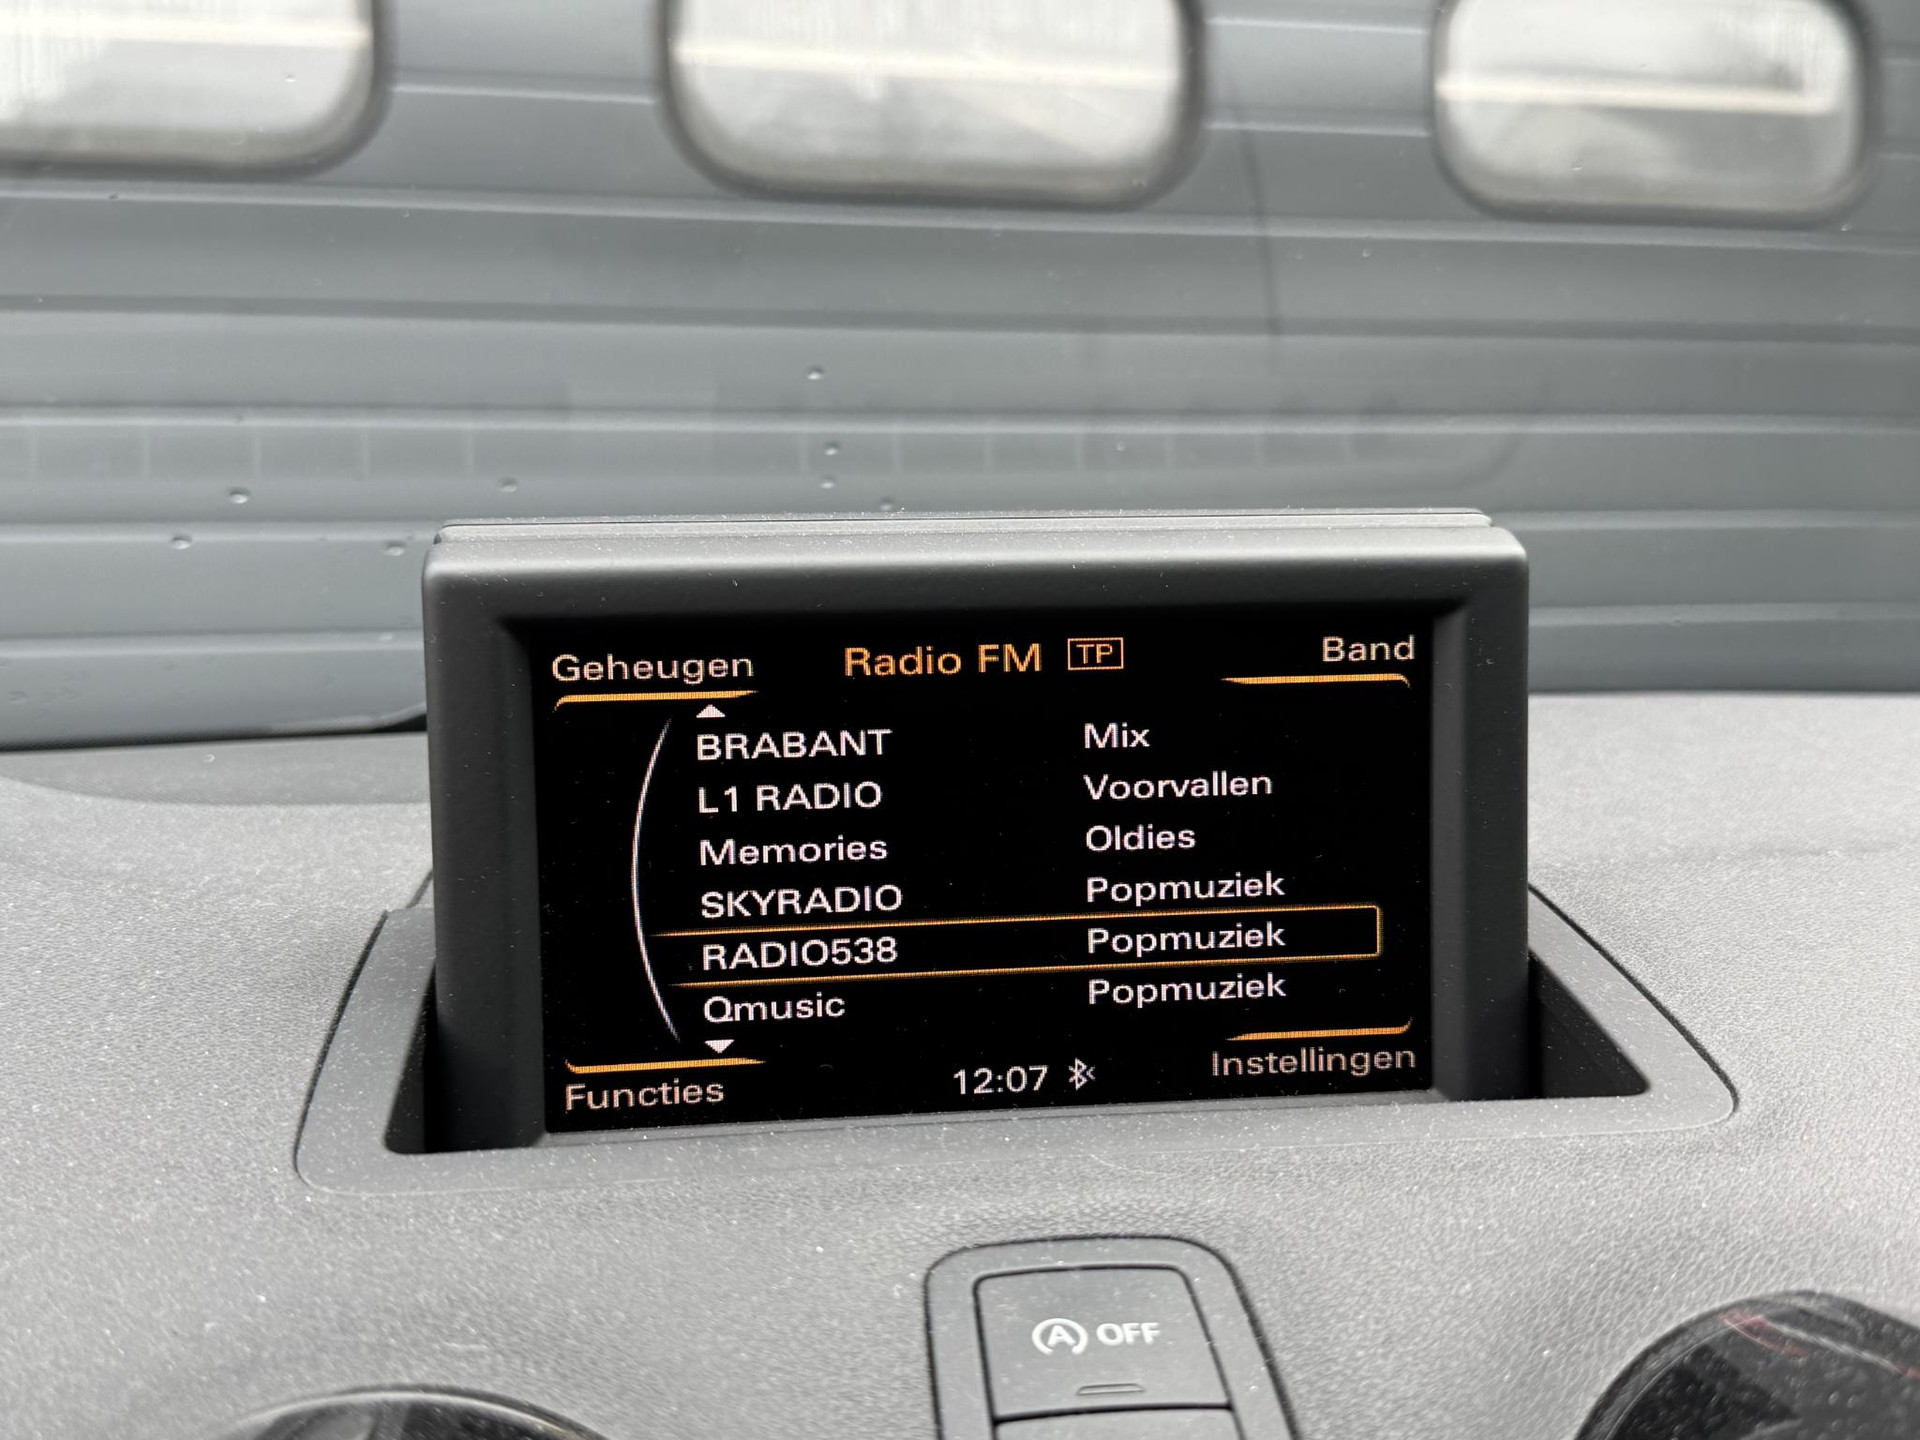 Geheugen Radio FM TP Band
BRABANT Mix
L1 RADIO Voorvallen
Memories Oldies
SKYRADIO Popmuziek
RADIO538 Popmuziek
Qmusic Popmuziek
Functies 12:07 Instellingen
A OFF